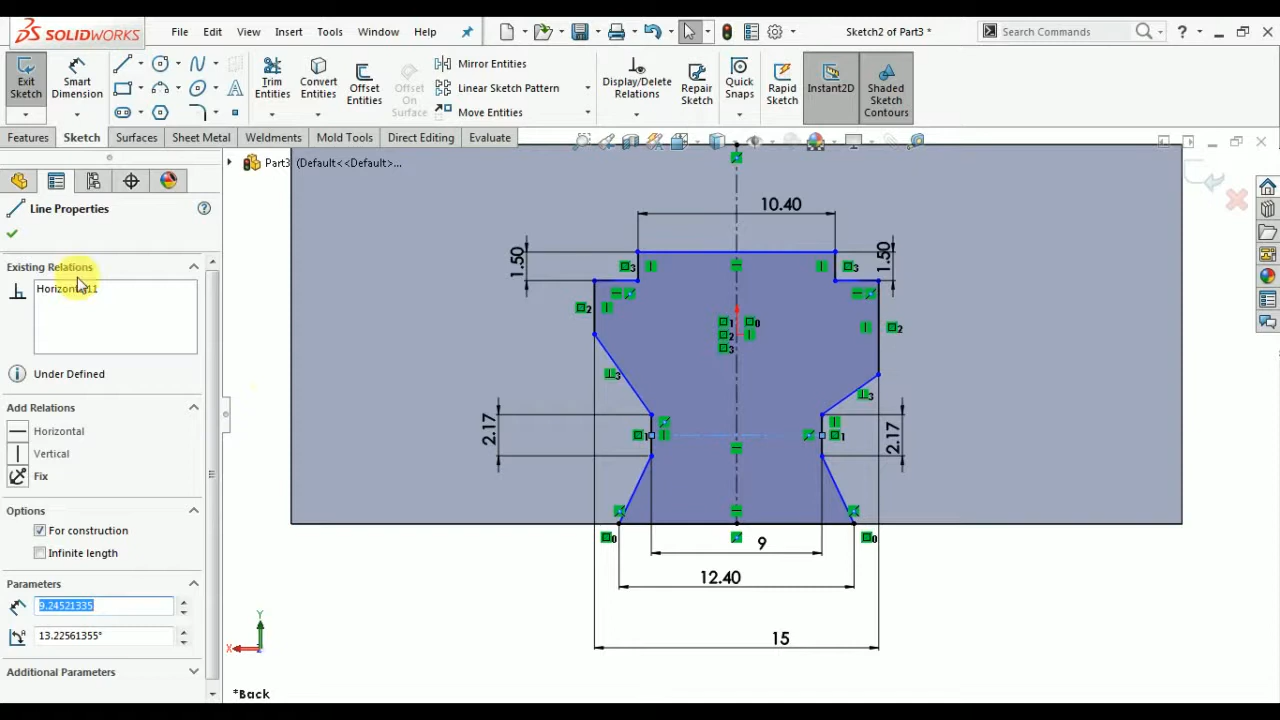 SOLIDWORKS File Edit View Insert Tools Window Help Sketch2 of Part3 * Search Commands
Exit Sketch
Smart Dimension
Trim Entities
Convert Entities
Offset Entities
Offset On Surface
Mirror Entities
Linear Sketch Pattern
Move Entities
Display/Delete Relations
Repair Sketch
Quick Snaps
Rapid Sketch
Instant2D
Shaded Sketch Contours
Features Sketch Surfaces Sheet Metal Weldments Mold Tools Direct Editing Evaluate
Part3 (Default<<Default>...
Line Properties
Existing Relations
Under Defined
Add Relations
Horizontal
Vertical
Fix
Options
For construction
Infinite length
Parameters
9.24521335
13.22561355°
Additional Parameters
10.40
1.50
1.50
2.17
2.17
9
12.40
15
Y
X
*Back